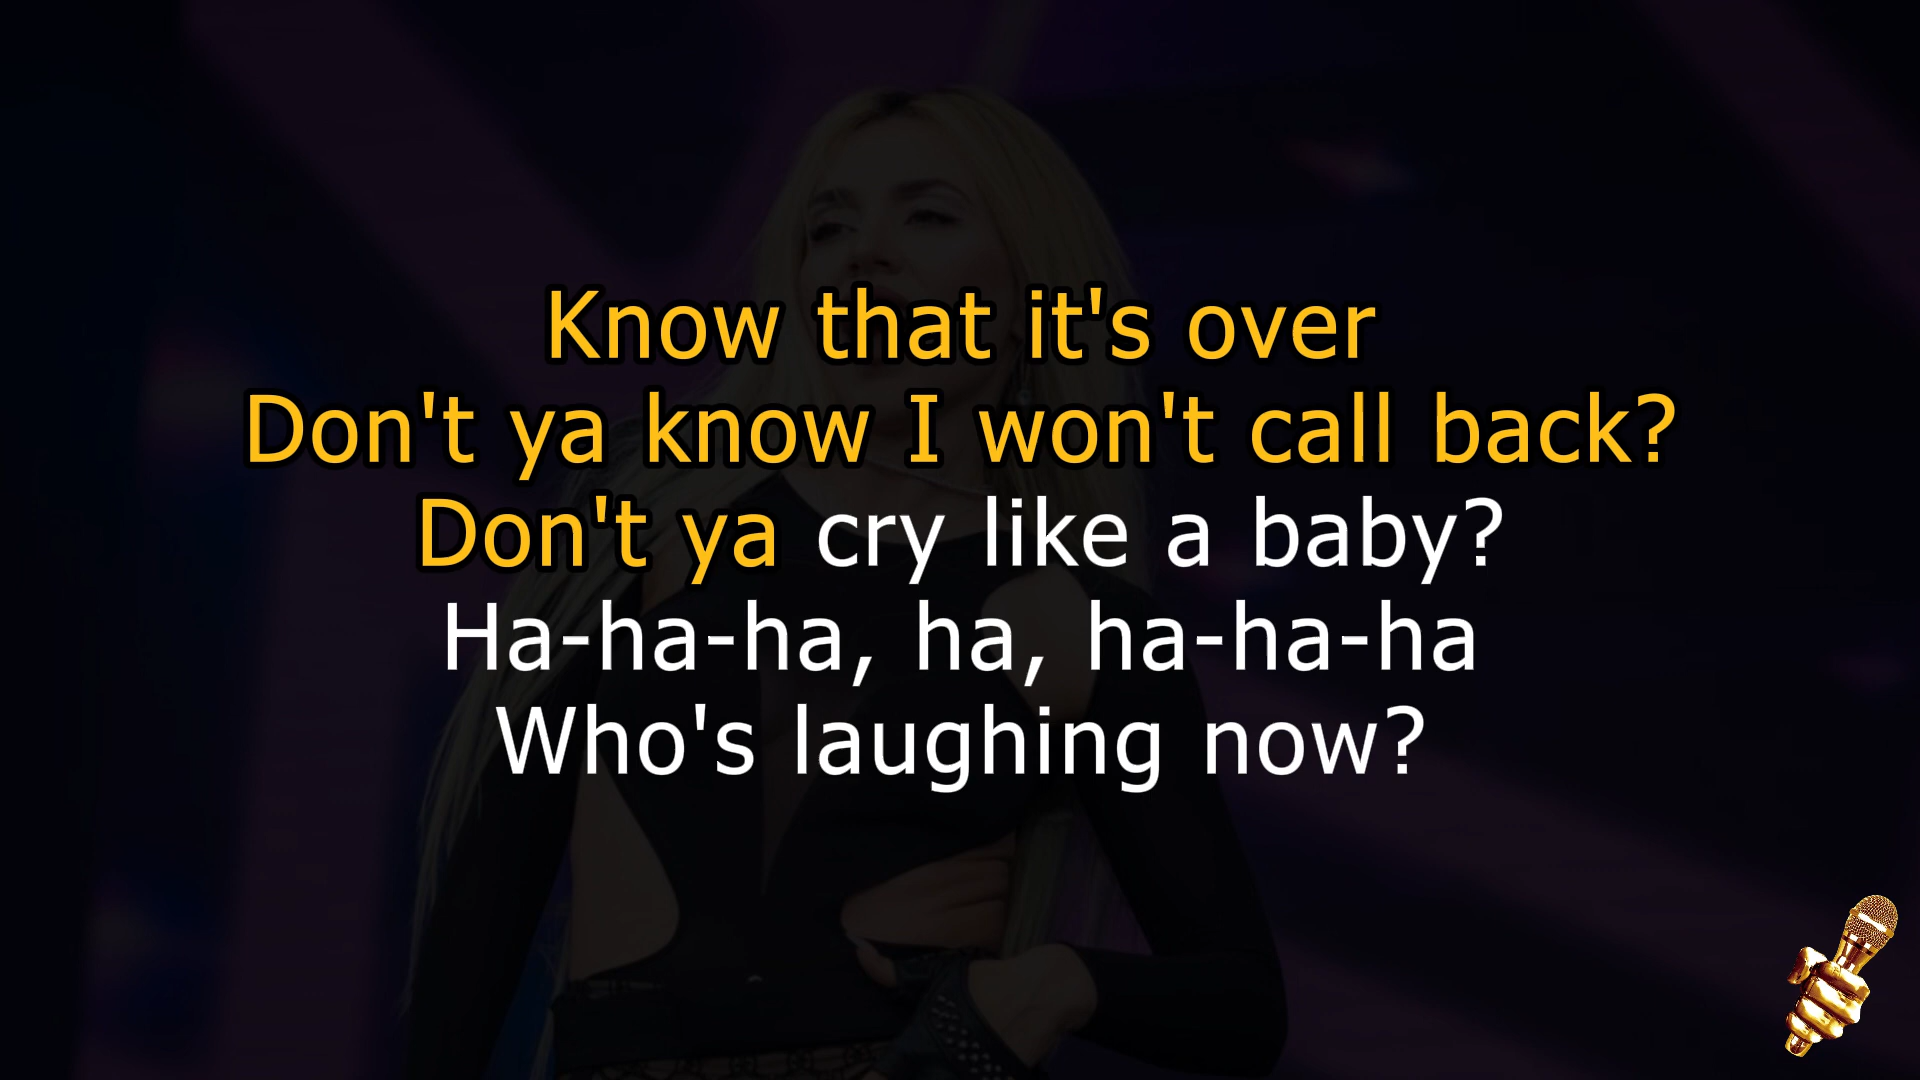 Know that it's over
Don't ya know I won't call back?
Don't ya cry like a baby?
Ha-ha-ha, ha, ha-ha-ha
Who's laughing now?